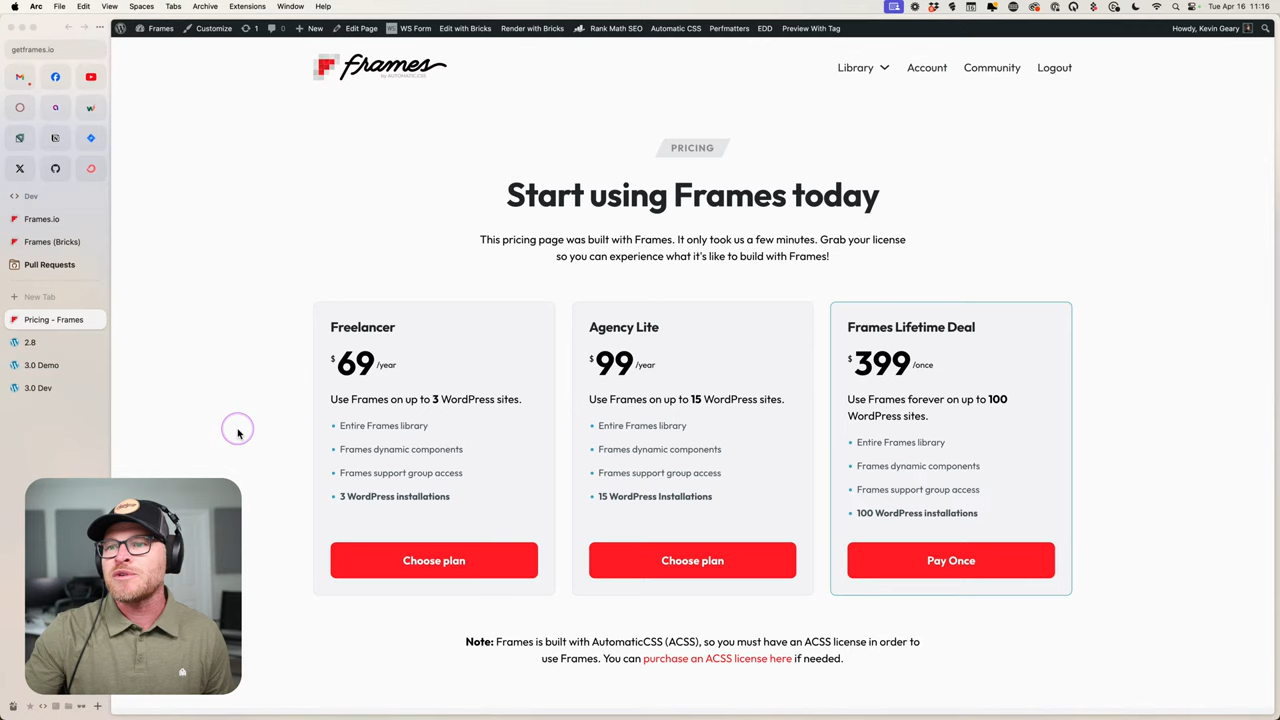 Arc File Edit View Spaces Tabs Archive Extensions Window Help
Tue Apr 16 11:16
Frames Customize 1 0 New Edit Page WS Form Edit with Bricks Render with Bricks Rank Math SEO Automatic CSS Perfmatters EDD Preview With Tag
Howdy, Kevin Geary
getframes.io
Dev
Frames.io
Frames (Bricks)
Pull Requests
New Tab
Pricing - Frames
2.8
3.0 Demo
3.0 Dev
frames
by AUTOMATIC.CSS
Library Account Community Logout
PRICING
Start using Frames today
This pricing page was built with Frames. It only took us a few minutes. Grab your license
so you can experience what it's like to build with Frames!
Freelancer
$69/year
Use Frames on up to 3 WordPress sites.
• Entire Frames library
• Frames dynamic components
• Frames support group access
• 3 WordPress installations
Choose plan
Agency Lite
$99/year
Use Frames on up to 15 WordPress sites.
• Entire Frames library
• Frames dynamic components
• Frames support group access
• 15 WordPress Installations
Choose plan
Frames Lifetime Deal
$399/once
Use Frames forever on up to 100
WordPress sites.
• Entire Frames library
• Frames dynamic components
• Frames support group access
• 100 WordPress installations
Pay Once
Note: Frames is built with AutomaticCSS (ACSS), so you must have an ACSS license in order to
use Frames. You can purchase an ACSS license here if needed.